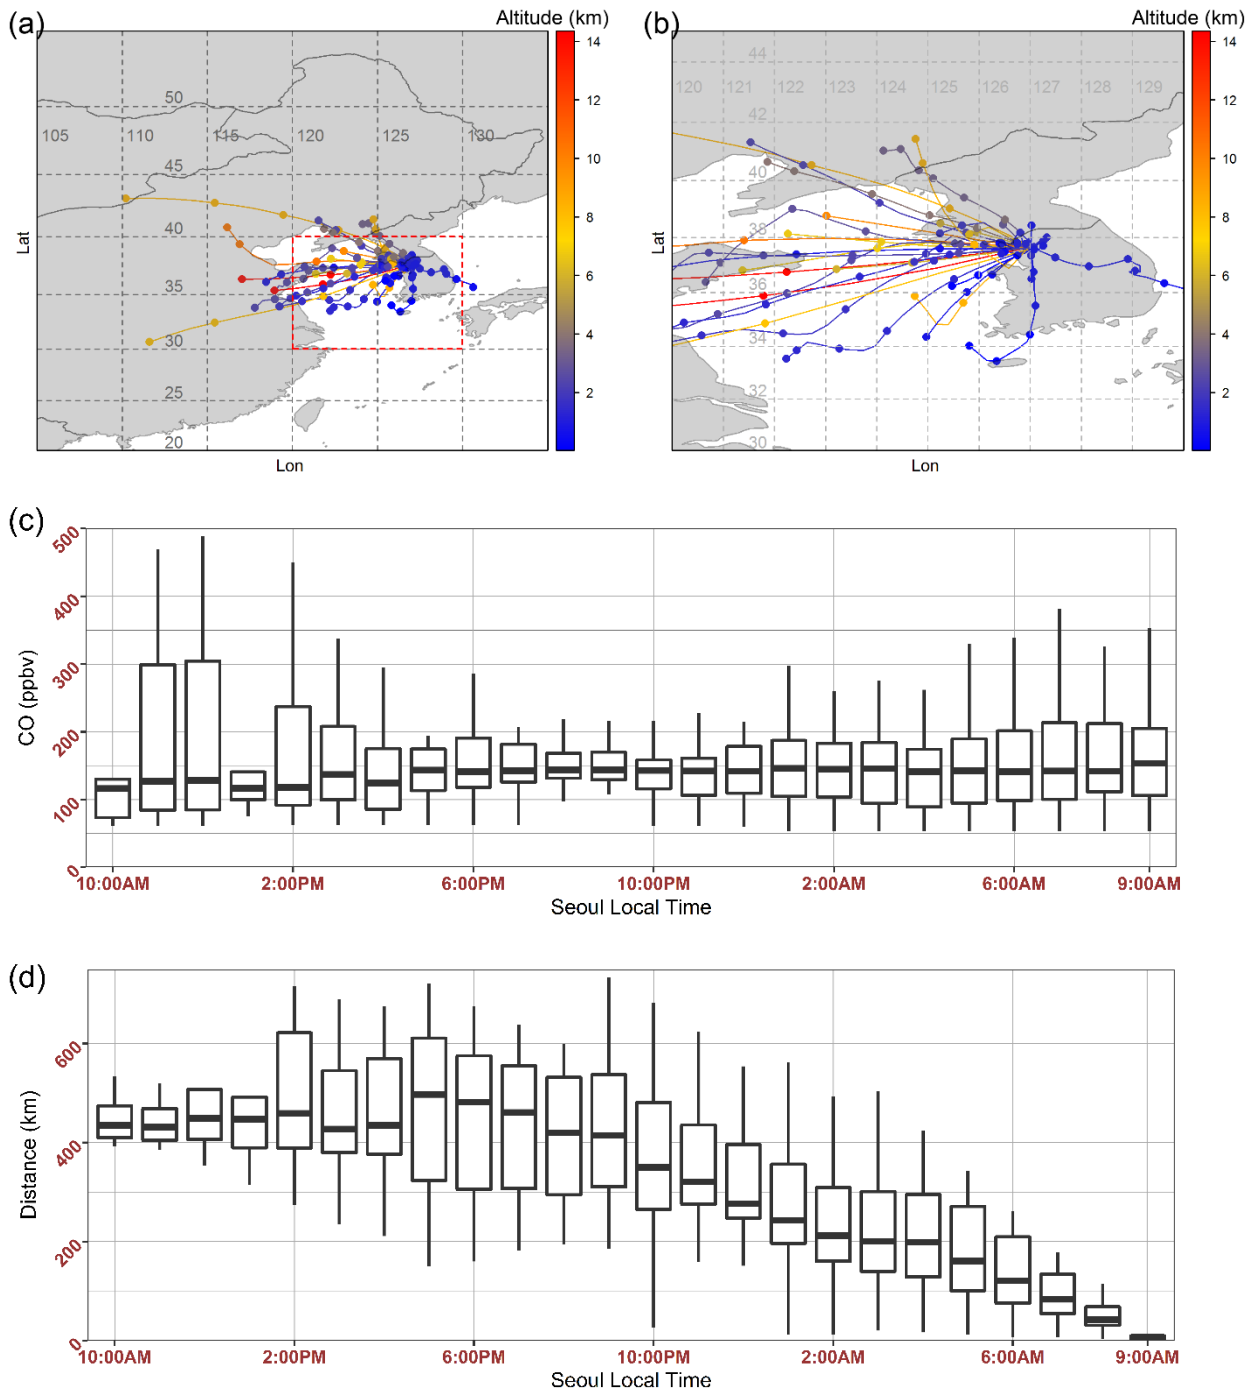 (a)
Altitude (km)
14
12
10
8
6
4
2
50
105 110 115 120 125 130
45
40
35
30
25
20
Lat
Lon
(b)
Altitude (km)
14
12
10
8
6
4
2
44
120 121 122 123 124 125 126 127 128 129
42
40
38
36
34
32
30
Lat
Lon
(c)
500
400
300
200
100
0
CO (ppbv)
10:00AM 2:00PM 6:00PM 10:00PM 2:00AM 6:00AM 9:00AM
Seoul Local Time
(d)
600
400
200
0
Distance (km)
10:00AM 2:00PM 6:00PM 10:00PM 2:00AM 6:00AM 9:00AM
Seoul Local Time